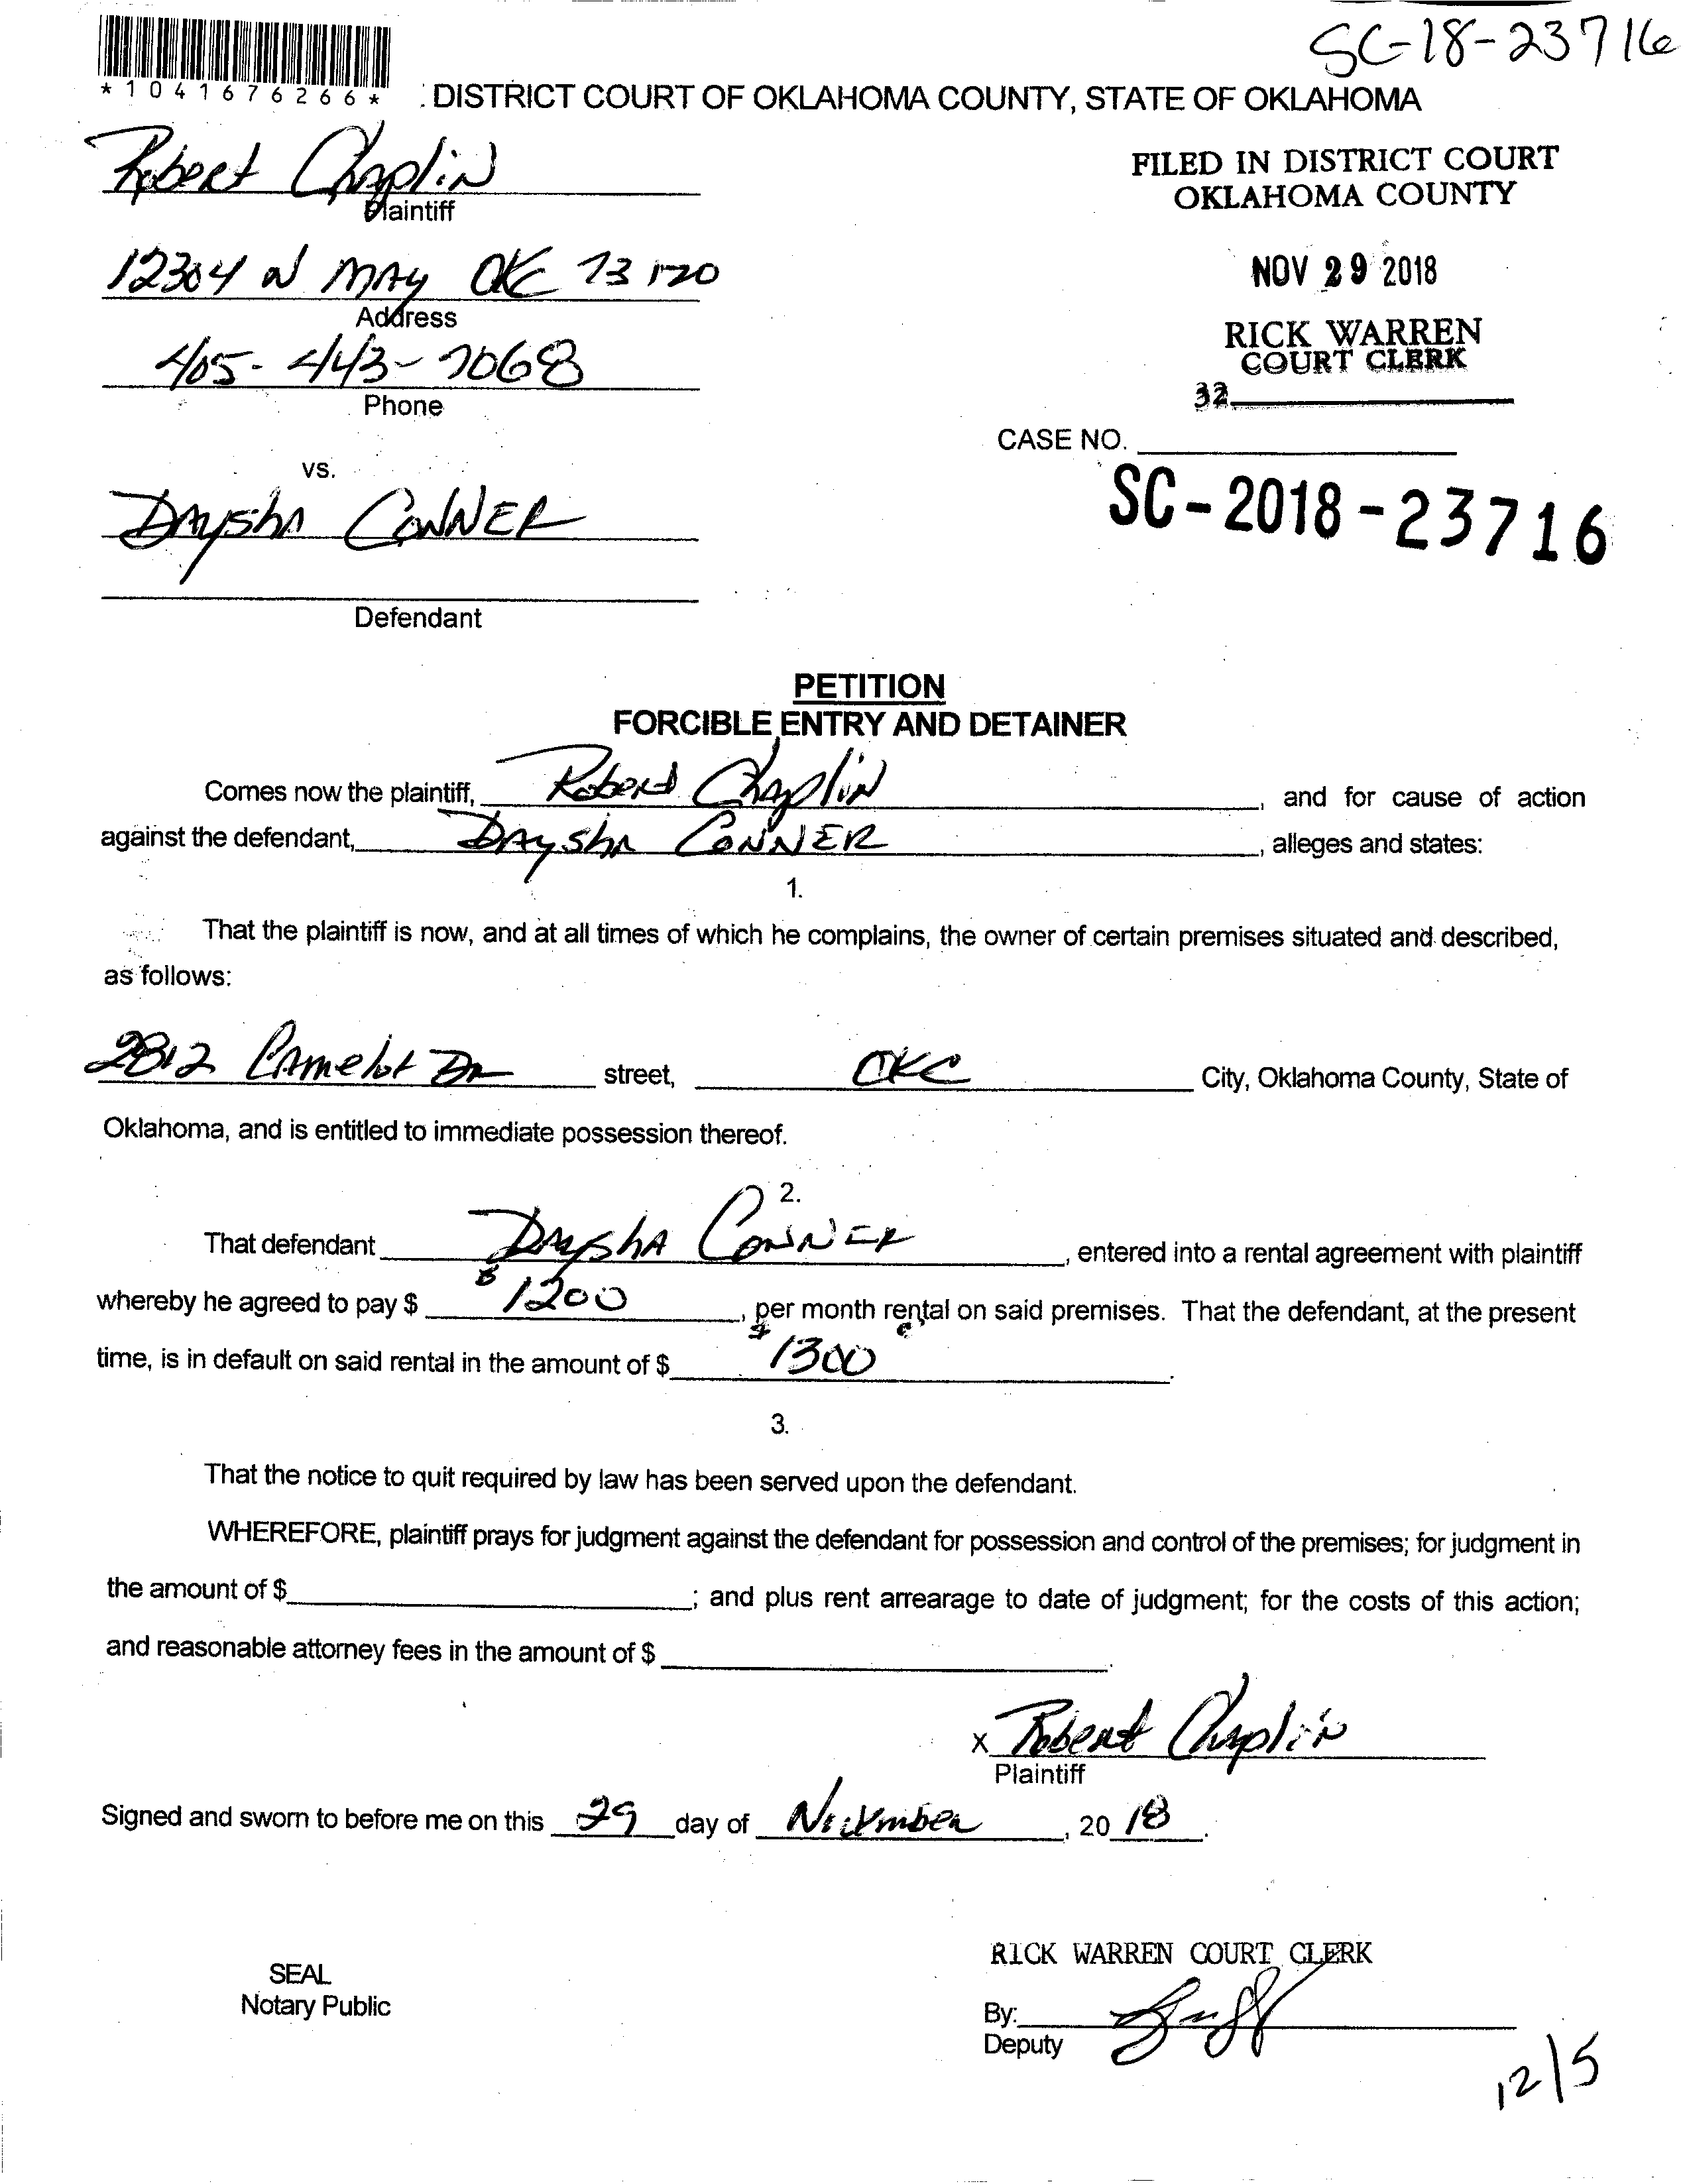 SC-18-23716
*1041676266*
DISTRICT COURT OF OKLAHOMA COUNTY, STATE OF OKLAHOMA
Robert Chaplin
Plaintiff
FILED IN DISTRICT COURT
OKLAHOMA COUNTY
12304 N MAY OKC 73120
Address
NOV 29 2018
405-443-7068
Phone
RICK WARREN
COURT CLERK
32
CASE NO.
vs.
SC-2018-23716
DAysha CONNER
Defendant
PETITION
FORCIBLE ENTRY AND DETAINER
Comes now the plaintiff, Robert Chaplin, and for cause of action
against the defendant, DAysha CONNER, alleges and states:
1.
That the plaintiff is now, and at all times of which he complains, the owner of certain premises situated and described,
as follows:
2812 Camelot Dr street, OKC City, Oklahoma County, State of
Oklahoma, and is entitled to immediate possession thereof.
2.
That defendant DAyshA CONNER, entered into a rental agreement with plaintiff
whereby he agreed to pay $ $1200, per month rental on said premises. That the defendant, at the present
time, is in default on said rental in the amount of $ $1300.
3.
That the notice to quit required by law has been served upon the defendant.
WHEREFORE, plaintiff prays for judgment against the defendant for possession and control of the premises; for judgment in
the amount of $; and plus rent arrearage to date of judgment; for the costs of this action;
and reasonable attorney fees in the amount of $.
x Robert Chaplin
Plaintiff
Signed and sworn to before me on this 29 day of November, 2018.
SEAL
Notary Public
RICK WARREN COURT CLERK
By:
Deputy
12/5